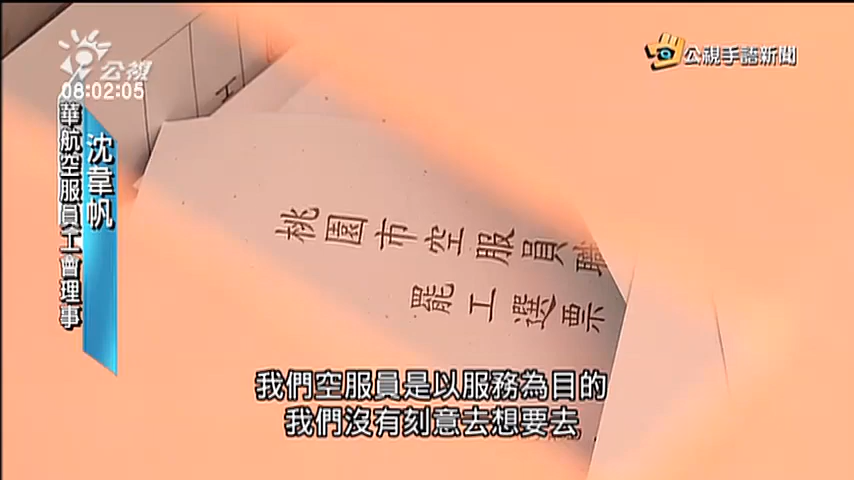 公視
08:02:05
公視手語新聞
沈韋帆
華航空服員工會理事
工
桃園市空服員職
罷工選票
我們空服員是以服務為目的
我們沒有刻意去想要去